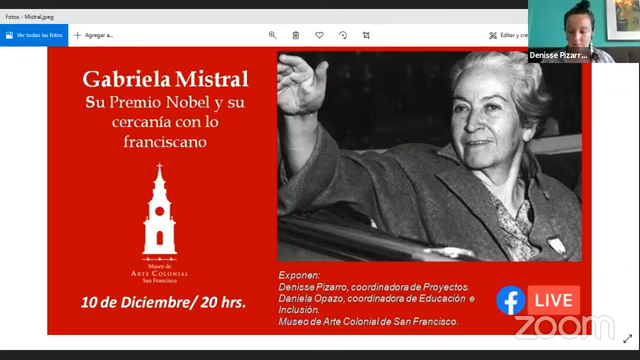 Fotos - Mistral.jpeg
Ver todas las fotos
Agregar a...
Editar y cre
Denisse Pizarr...
Gabriela Mistral
Su Premio Nobel y su
cercanía con lo
franciscano
Museo de
ARTE COLONIAL
San Francisco
10 de Diciembre/ 20 hrs.
Exponen:
Denisse Pizarro, coordinadora de Proyectos.
Daniela Opazo, coordinadora de Educación e
Inclusión.
Museo de Arte Colonial de San Francisco.
LIVE
zoom